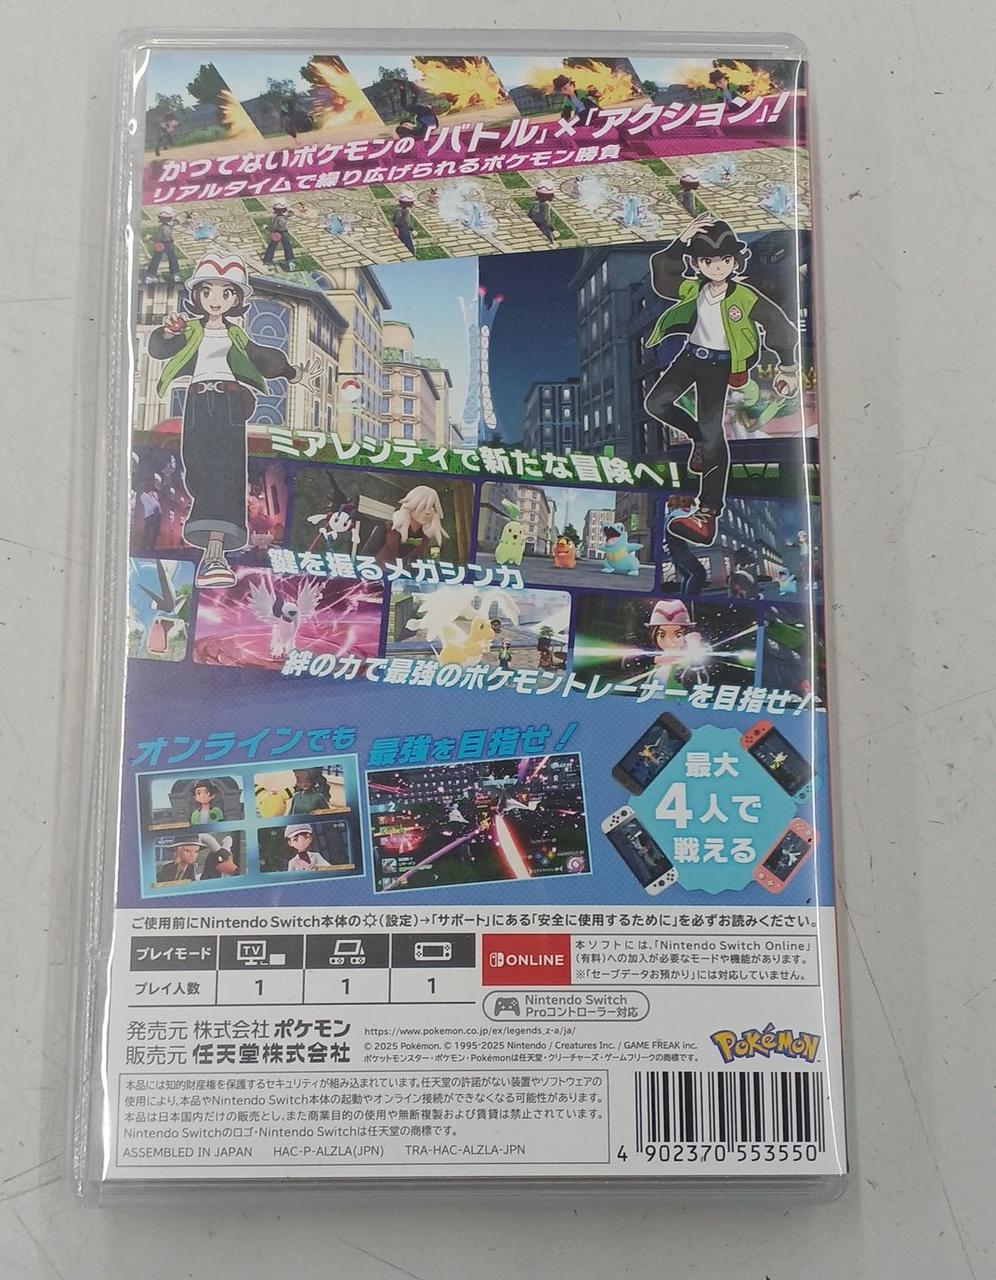 かつてないポケモンの「バトル」×「アクション」!
リアルタイムで繰り広げられるポケモン勝負
ミアレシティで新たな冒険へ!
鍵を握るメガシンカ
絆の力で最強のポケモントレーナーを目指せ!
オンラインでも 最強を目指せ!
最大
4人で
戦える
ご使用前にNintendo Switch本体の(設定)→「サポート」にある「安全に使用するために」を必ずお読みください。
プレイモード TV
プレイ人数 1 1 1
ONLINE
本ソフトには、「Nintendo Switch Online」
(有料)への加入が必要なモードや機能があります。
※「セーブデータお預かり」には対応していません。
Nintendo Switch
Proコントローラー対応
発売元 株式会社ポケモン
販売元 任天堂株式会社
https://www.pokemon.co.jp/ex/legends_z-a/ja/
© 2025 Pokémon. © 1995-2025 Nintendo / Creatures Inc. / GAME FREAK inc.
ポケットモンスター・ポケモン・Pokémonは任天堂・クリーチャーズ・ゲームフリークの商標です。
POKéMON
本品には知的財産権を保護するセキュリティが組み込まれています。任天堂の許諾がない装置やソフトウェアの
使用により、本品やNintendo Switch本体の起動やオンライン接続ができなくなる可能性があります。
本品は日本国内だけの販売とし、また商業目的の使用や無断複製および賃貸は禁止されています。
Nintendo Switchのロゴ・Nintendo Switchは任天堂の商標です。
ASSEMBLED IN JAPAN HAC-P-ALZLA(JPN) TRA-HAC-ALZLA-JPN
4 902370 553550